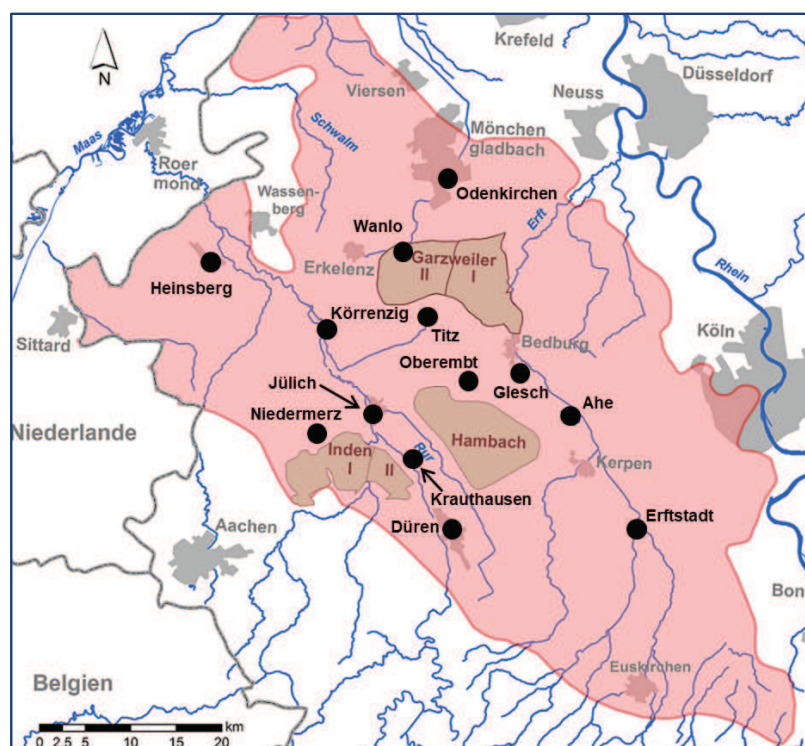 Krefeld
Düsseldorf
Neuss
Viersen
Mönchen
gladbach
Schwalm
Maas
Roer
mond
N
Wassen-
berg
Odenkirchen
Erft
Wanlo
Rhein
Erkelenz
Garzweiler
II
I
Heinsberg
Körrenzig
Titz
Sittard
Bedburg
Köln
Oberembt
Glesch
Jülich
Ahe
Niedermerz
Niederlande
Hambach
Inden
I
II
Rur
Kerpen
Krauthausen
Aachen
Düren
Erftstadt
Bon
Euskirchen
Belgien
km
0 2.5 5 10 15 20